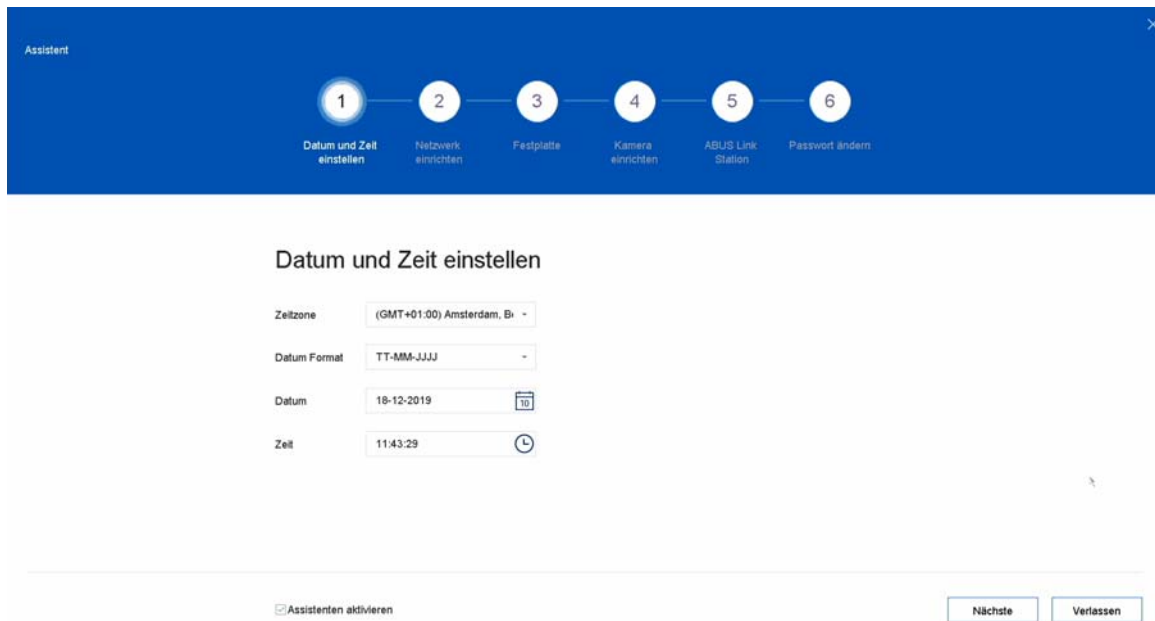 Assistent
1 2 3 4 5 6
Datum und Zeit
einstellen
Netzwerk
einrichten
Festplatte
Kamera
einrichten
ABUS Link
Station
Passwort ändern
Datum und Zeit einstellen
Zeitzone
(GMT+01:00) Amsterdam, Be
Datum Format
TT-MM-JJJJ
Datum
18-12-2019
10
Zeit
11:43:29
Assistenten aktivieren
Nächste
Verlassen